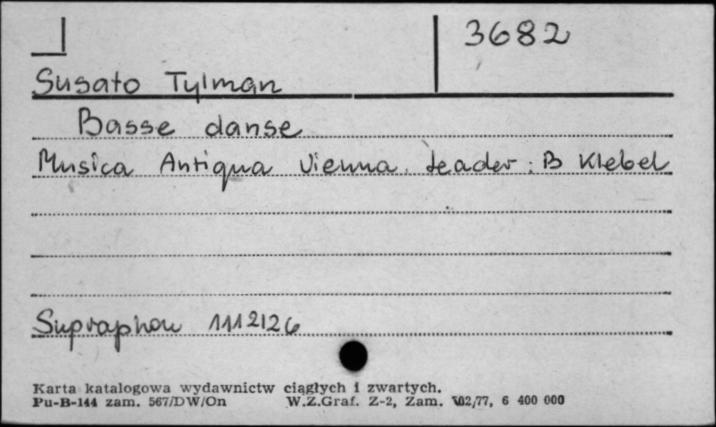 3682
Susato Tylman
Basse danse
Musica Antiqua Vienna. Leader: B Klebel
Supraphon 1112126
Karta katalogowa wydawnictw ciągłych i zwartych.
Pu-B-144 zam. 567/DW/On W.Z.Graf. Z-2, Zam. 102/77, 6 400 000